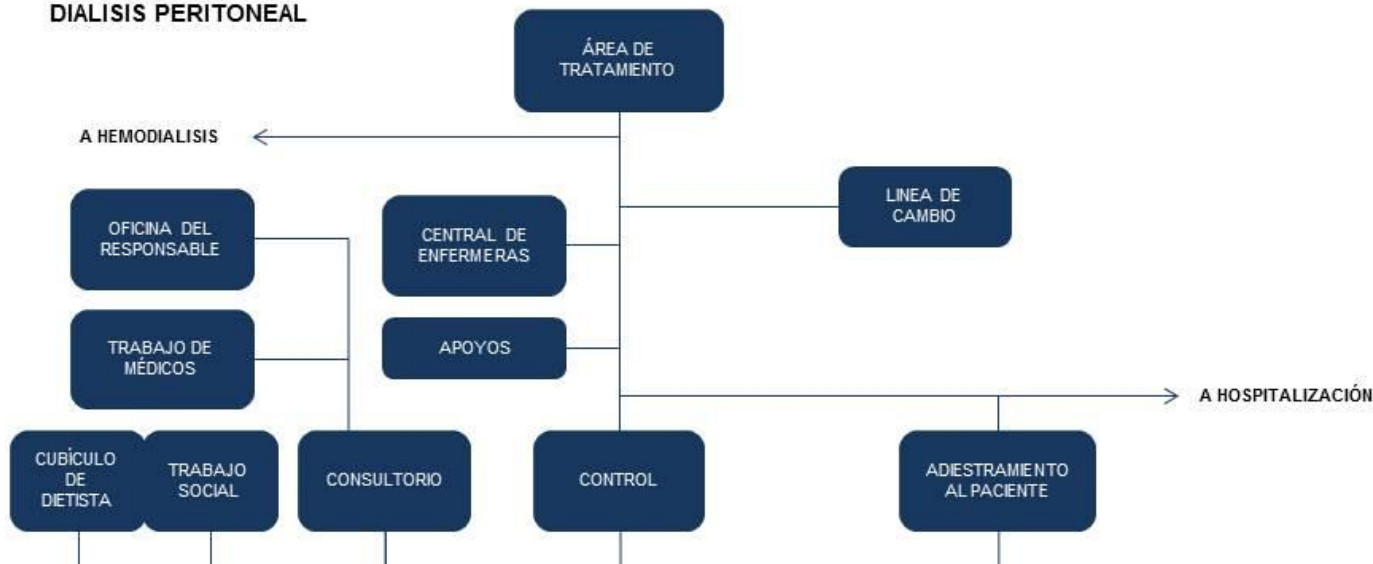 DIALISIS PERITONEAL
ÁREA DE
TRATAMIENTO
A HEMODIALISIS
LINEA DE
CAMBIO
OFICINA DEL
RESPONSABLE
CENTRAL DE
ENFERMERAS
TRABAJO DE
MÉDICOS
APOYOS
A HOSPITALIZACIÓN
CUBÍCULO
DE
DIETISTA
TRABAJO
SOCIAL
CONSULTORIO
CONTROL
ADIESTRAMIENTO
AL PACIENTE